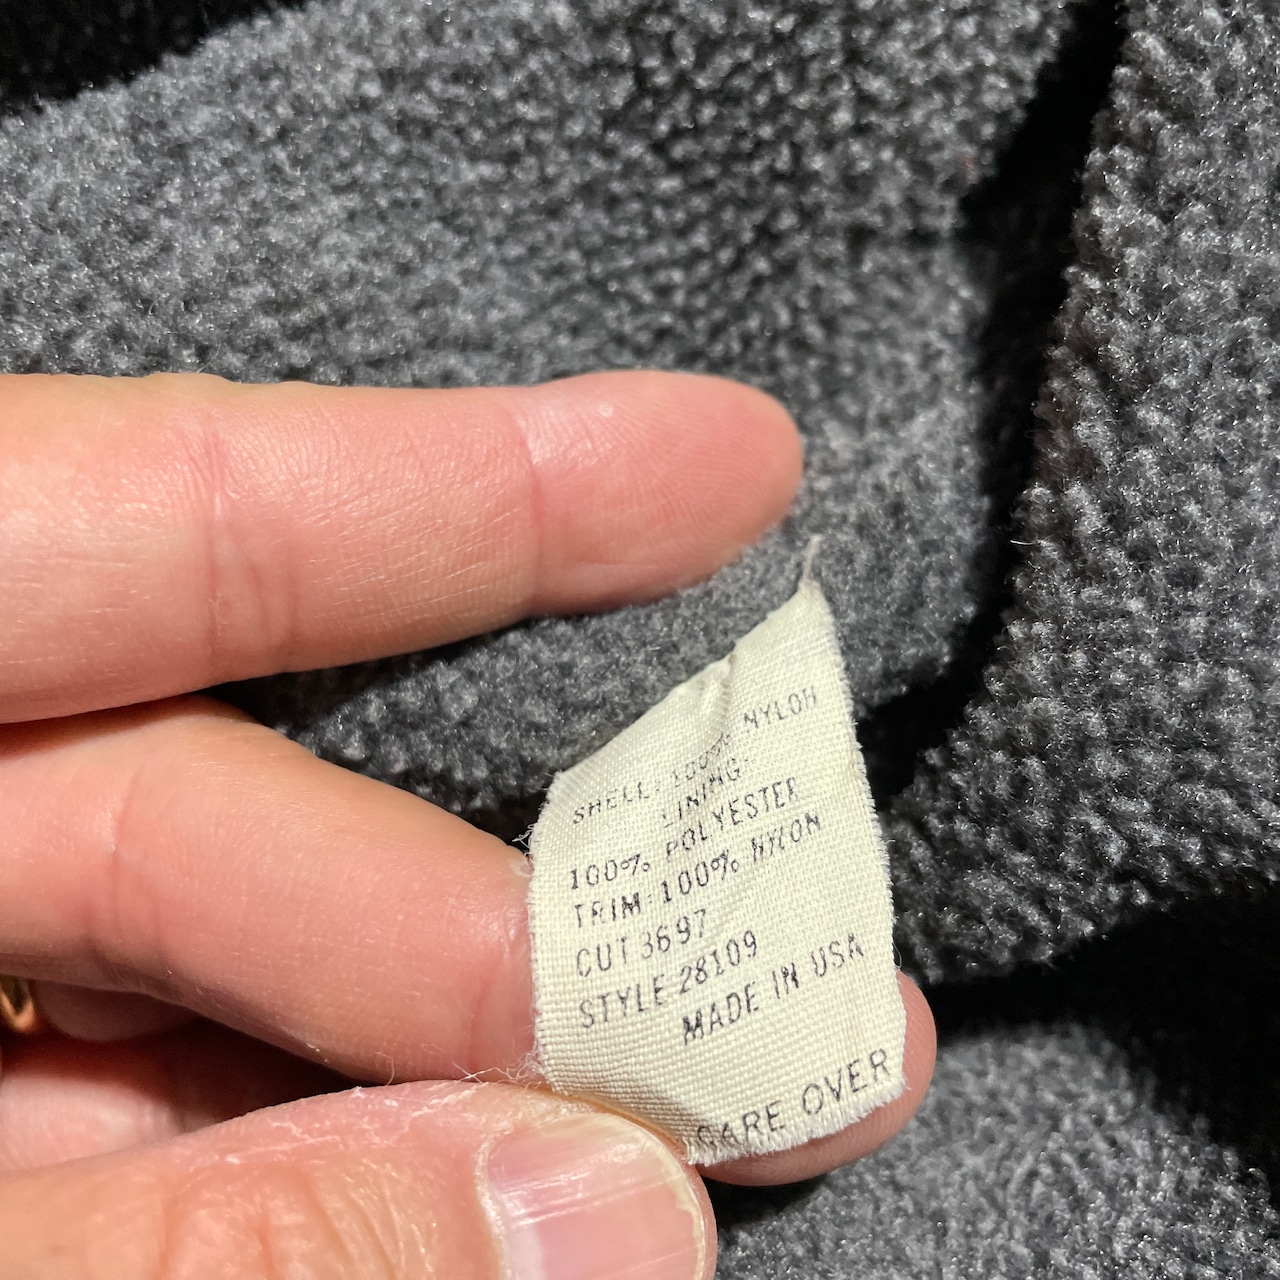 SHELL: 100% NYLON
LINING:
100% POLYESTER
TRIM: 100% NYLON
CUT 3697
STYLE 28109
MADE IN USA
CARE OVER